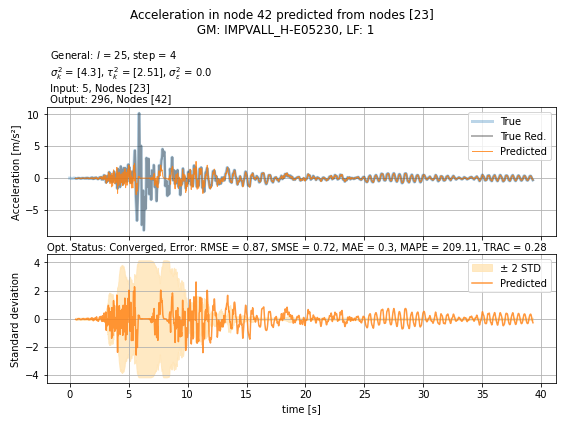 Acceleration in node 42 predicted from nodes [23]
GM: IMPVALL_H-E05230, LF: 1
General: l = 25, step = 4
σ²ₖ = [4.3], τ²ₖ = [2.51], σ²ε = 0.0
Input: 5, Nodes [23]
Output: 296, Nodes [42]
Acceleration [m/s²]
10
5
0
−5
True
True Red.
Predicted
Opt. Status: Converged, Error: RMSE = 0.87, SMSE = 0.72, MAE = 0.3, MAPE = 209.11, TRAC = 0.28
Standard deviation
4
2
0
−2
−4
± 2 STD
Predicted
0 5 10 15 20 25 30 35 40
time [s]